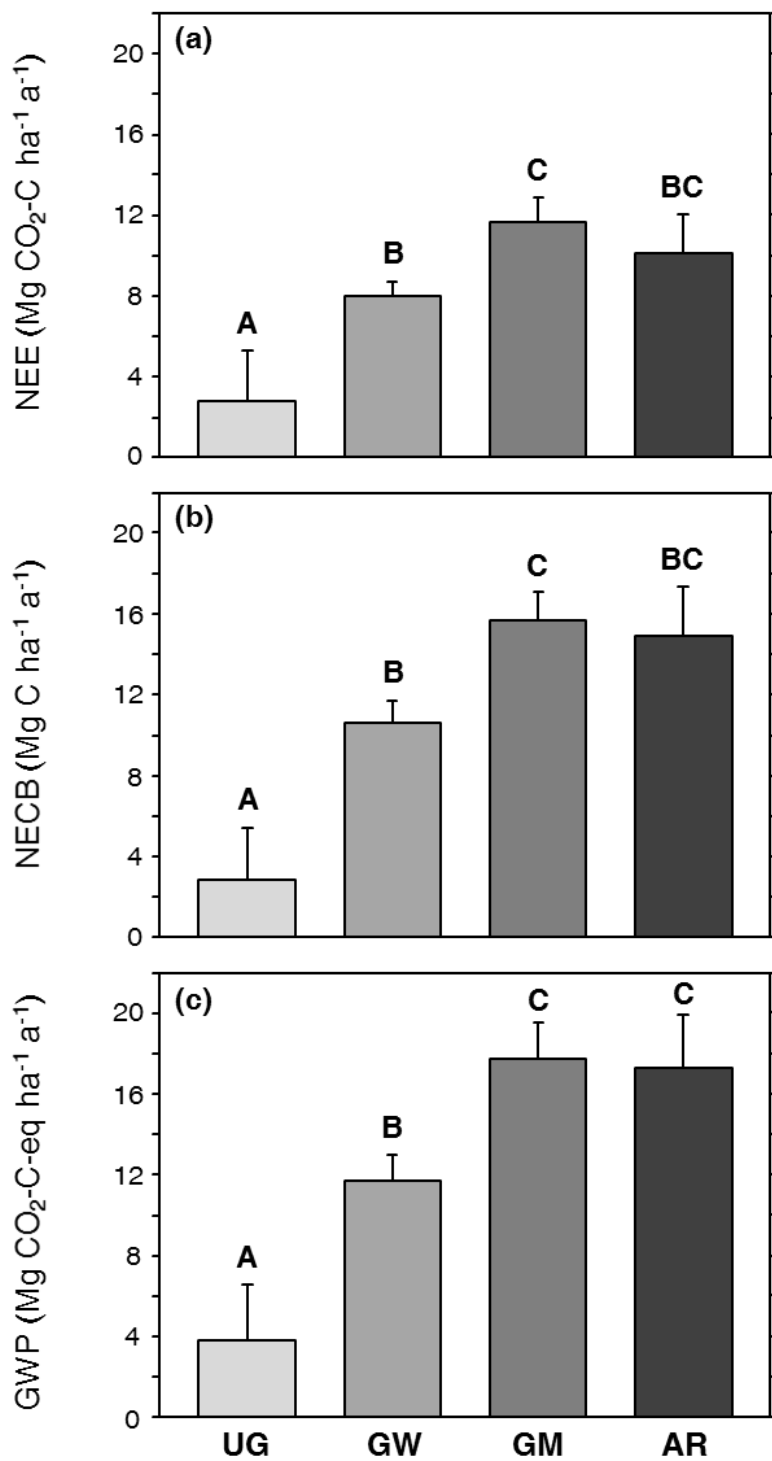 (a)
NEE (Mg CO₂-C ha⁻¹ a⁻¹)
20
16
12
8
4
0
A
B
C
BC
(b)
NECB (Mg C ha⁻¹ a⁻¹)
20
16
12
8
4
0
A
B
C
BC
(c)
GWP (Mg CO₂-C-eq ha⁻¹ a⁻¹)
20
16
12
8
4
0
A
B
C
C
UG GW GM AR